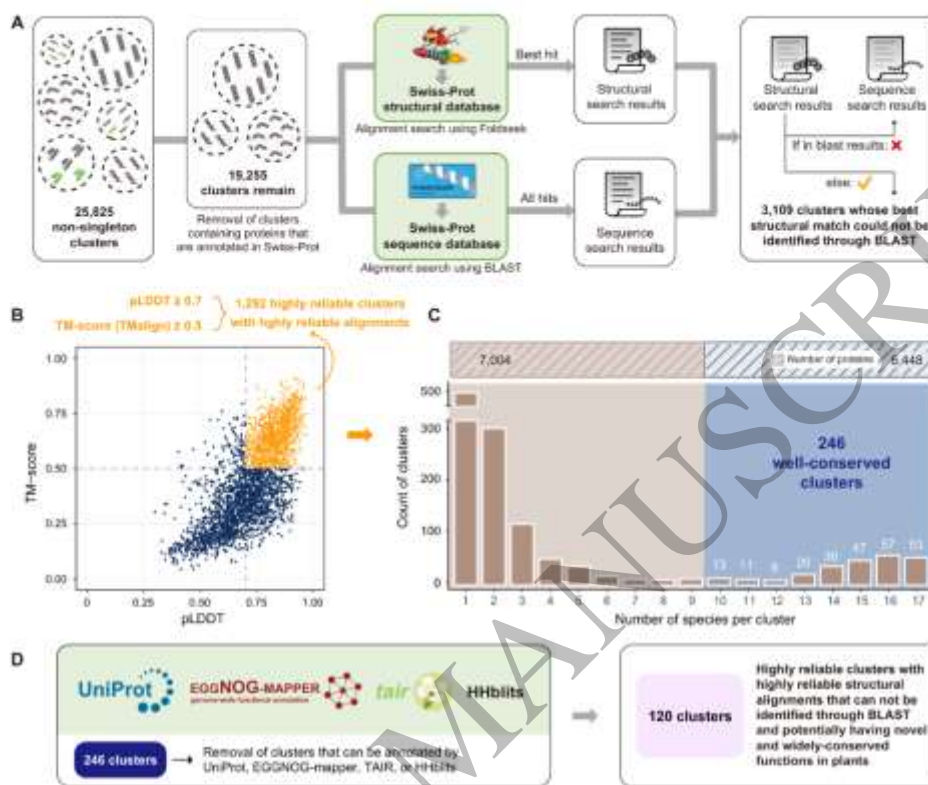 A
25,825
non-singleton
clusters
19,255
clusters remain
Removal of clusters
containing proteins that
are annotated in Swiss-Prot
Swiss-Prot
structural database
Alignment search using Foldseek
Swiss-Prot
sequence database
Alignment search using BLAST
Best hit
All hits
Structural
search results
Sequence
search results
Structural
search results
Sequence
search results
If in blast results:
else:
3,109 clusters whose best
structural match could not be
identified through BLAST
B
pLDDT ≥ 0.7
TM-score (TMalign) ≥ 0.5
1,292 highly reliable clusters
with highly reliable alignments
TM-score
1.00
0.75
0.50
0.25
0.00
0 0.25 0.50 0.75 1.00
pLDDT
C
7,004
Number of proteins
6,448
Count of clusters
500
300
200
100
0
246
well-conserved
clusters
13 11 47 57
1 2 3 4 5 6 7 8 9 10 11 12 13 14 15 16 17
Number of species per cluster
D
UniProt
EGGNOG-MAPPER
genome-wide functional annotation
tair
HHblits
246 clusters
Removal of clusters that can be annotated by
UniProt, EGGNOG-mapper, TAIR, or HHblits
120 clusters
Highly reliable clusters with
highly reliable structural
alignments that can not be
identified through BLAST
and potentially having novel
and widely-conserved
functions in plants